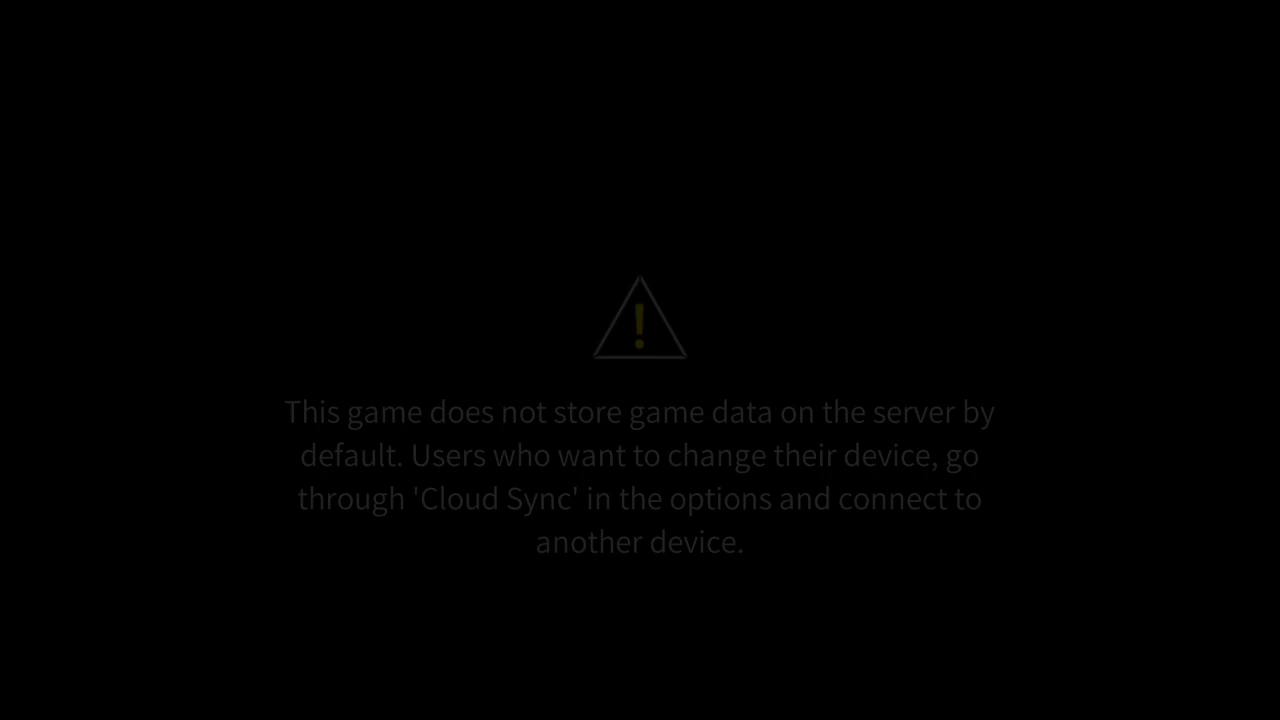 This game does not store game data on the server by
default. Users who want to change their device, go
through 'Cloud Sync' in the options and connect to
another device.